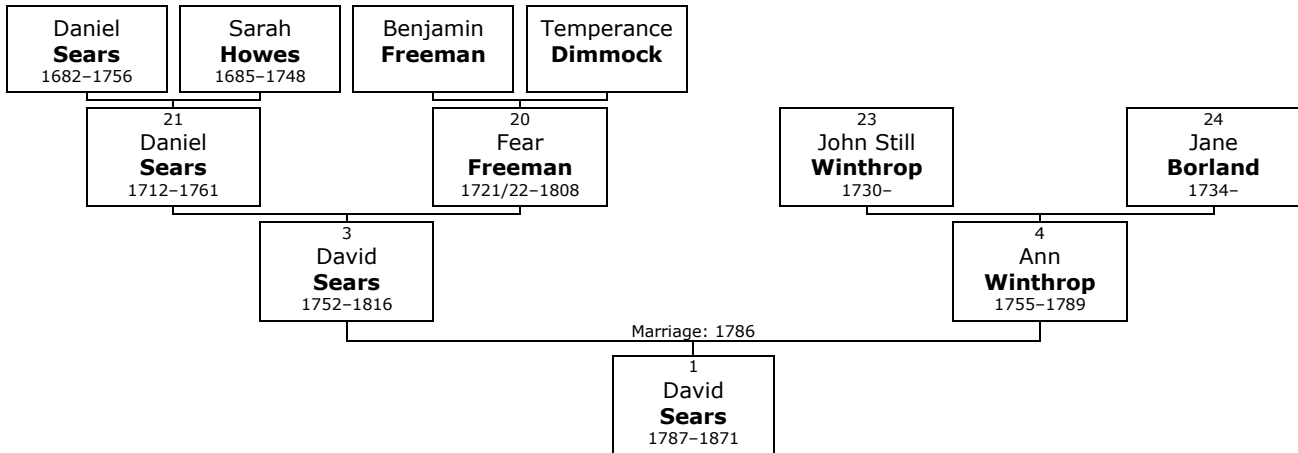 Daniel
Sears
1682–1756
Sarah
Howes
1685–1748
Benjamin
Freeman
Temperance
Dimmock
21
Daniel
Sears
1712–1761
20
Fear
Freeman
1721/22–1808
23
John Still
Winthrop
1730–
24
Jane
Borland
1734–
3
David
Sears
1752–1816
4
Ann
Winthrop
1755–1789
Marriage: 1786
1
David
Sears
1787–1871